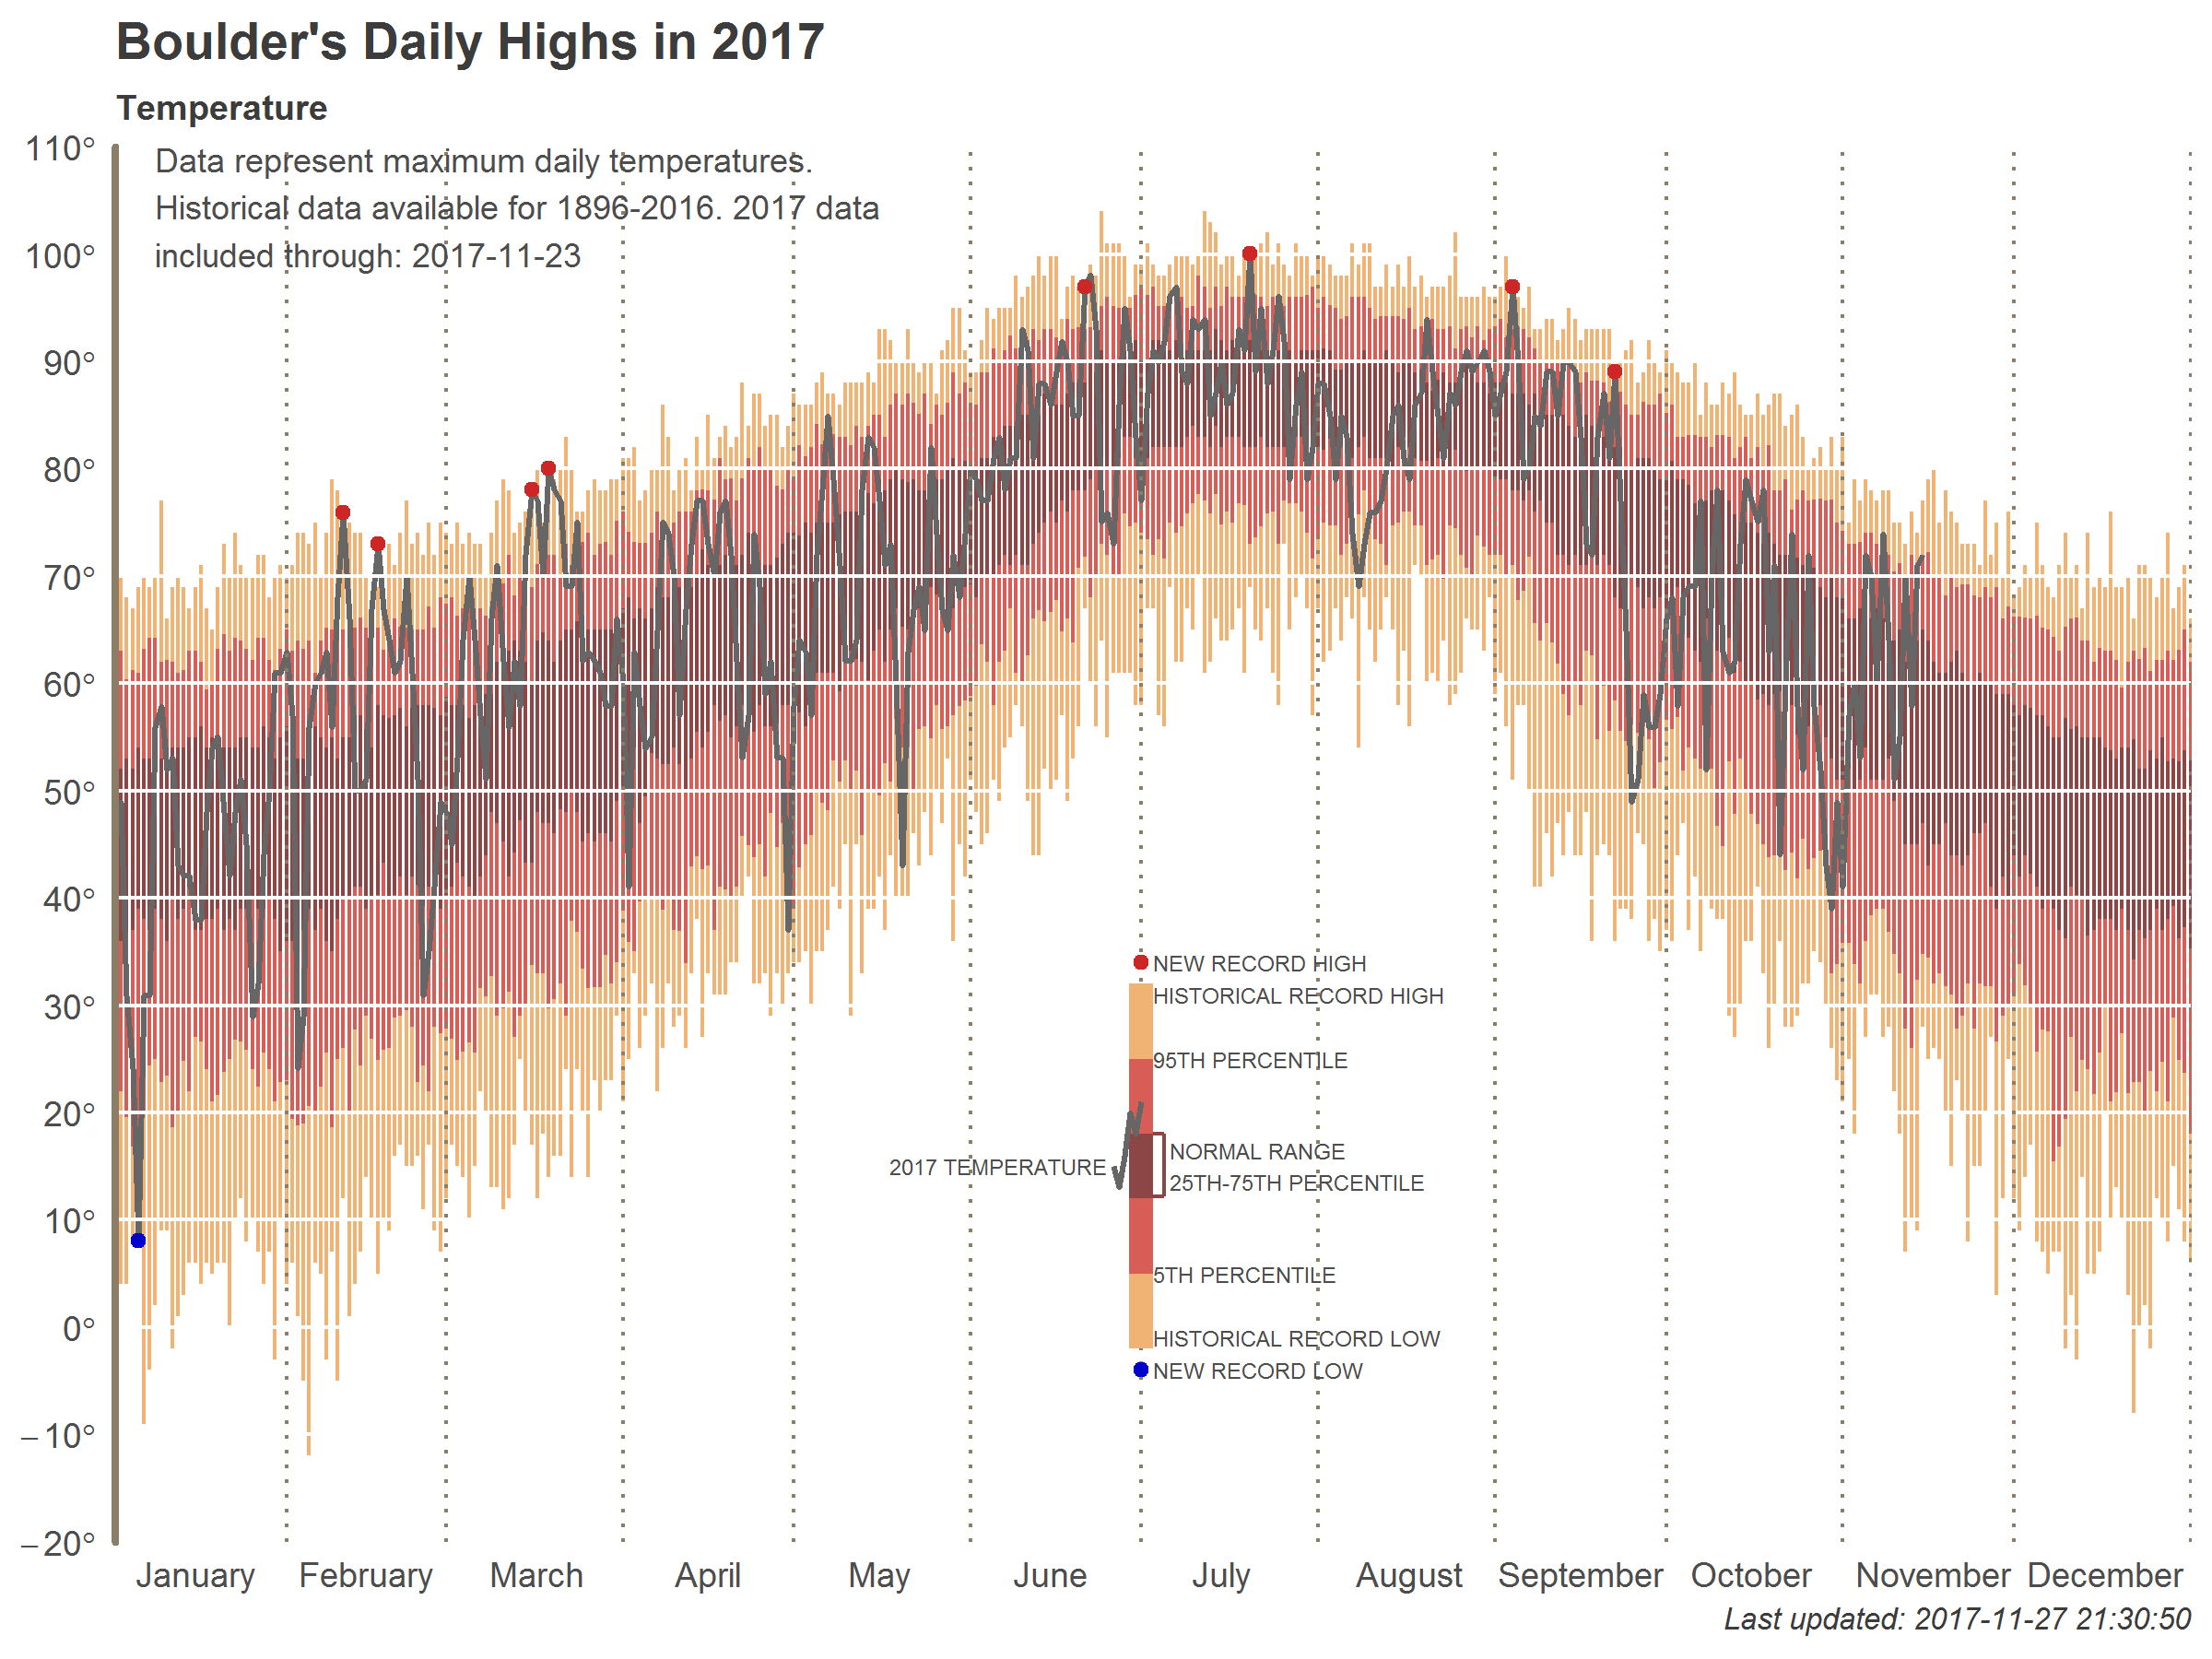 Boulder's Daily Highs in 2017
Temperature
110°
Data represent maximum daily temperatures.
Historical data available for 1896-2016. 2017 data
included through: 2017-11-23
100°
90°
80°
70°
60°
50°
40°
30°
20°
10°
0°
−10°
−20°
NEW RECORD HIGH
HISTORICAL RECORD HIGH
95TH PERCENTILE
2017 TEMPERATURE
NORMAL RANGE
25TH-75TH PERCENTILE
5TH PERCENTILE
HISTORICAL RECORD LOW
NEW RECORD LOW
January February March April May June July August September October November December
Last updated: 2017-11-27 21:30:50